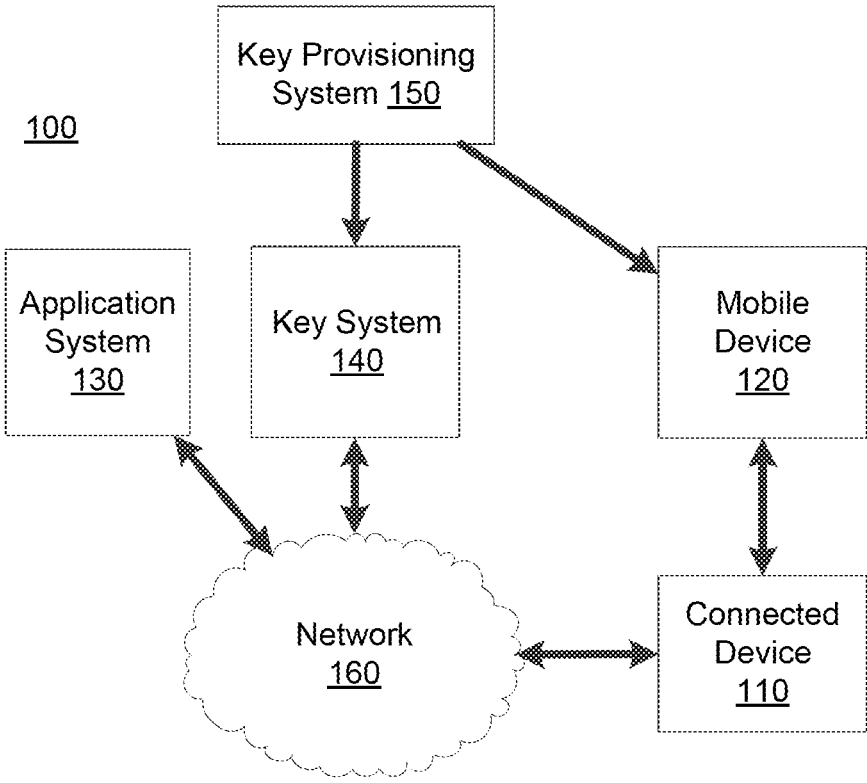 Key Provisioning
System 150
100
Application
System
130
Key System
140
Mobile
Device
120
Network
160
Connected
Device
110